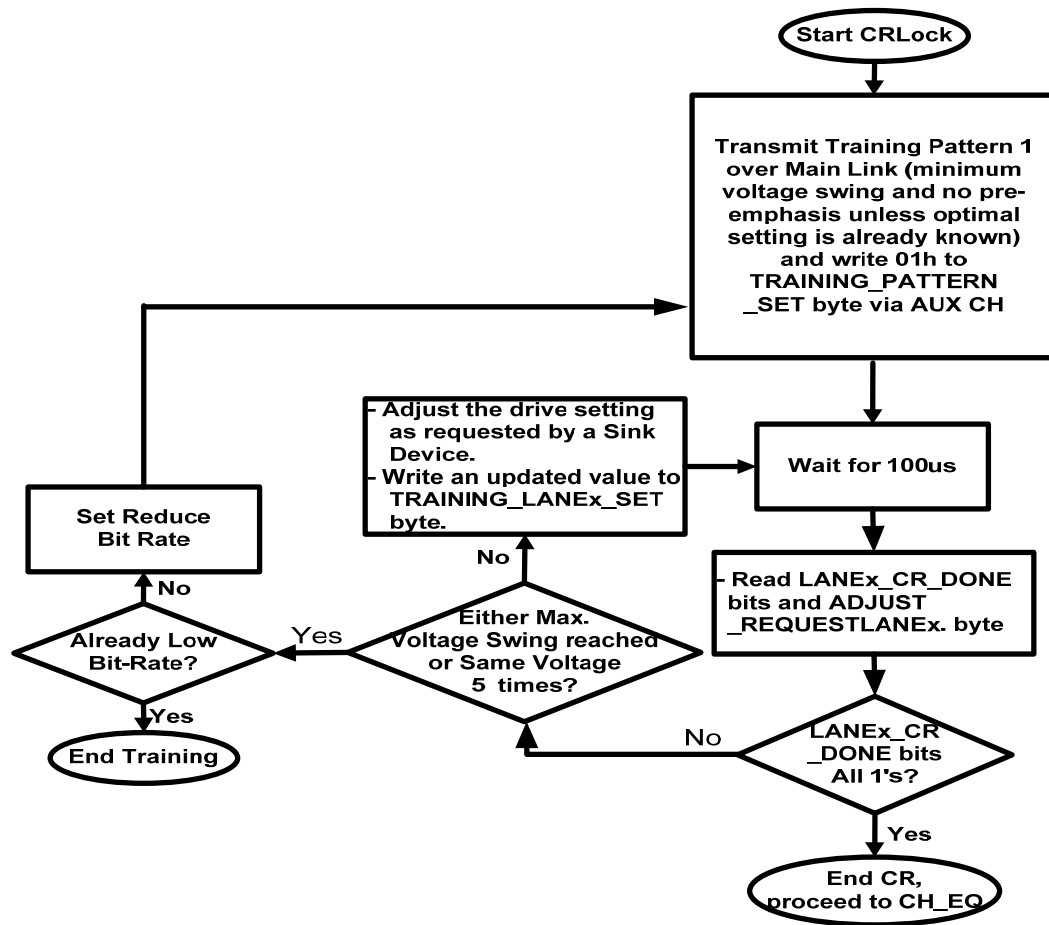 Start CRLock
Transmit Training Pattern 1
over Main Link (minimum
voltage swing and no pre-
emphasis unless optimal
setting is already known)
and write 01h to
TRAINING_PATTERN
_SET byte via AUX CH
- Adjust the drive setting
as requested by a Sink
Device.
- Write an updated value to
TRAINING_LANEx_SET
byte.
Wait for 100us
Set Reduce
Bit Rate
No
No
- Read LANEx_CR_DONE
bits and ADJUST
_REQUESTLANEx. byte
Already Low
Bit-Rate?
Yes
Either Max.
Voltage Swing reached
or Same Voltage
5 times?
Yes
End Training
No
LANEx_CR
_DONE bits
All 1's?
Yes
End CR,
proceed to CH_EQ